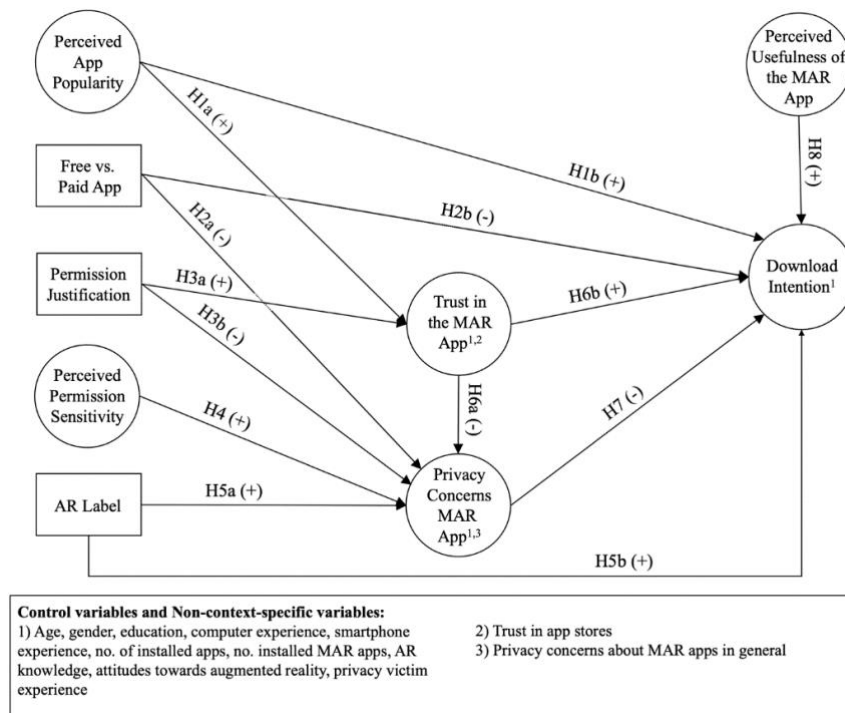 Perceived
App
Popularity
Perceived
Usefulness of
the MAR
App
H1a (+)
H8 (+)
Free vs.
Paid App
H1b (+)
H2a (-)
H2b (-)
Permission
Justification
H3a (+)
Trust in
the MAR
App1,2
H6b (+)
Download
Intention1
H3b (-)
Perceived
Permission
Sensitivity
H4 (+)
H6a (-)
H7 (-)
AR Label
H5a (+)
Privacy
Concerns
MAR
App1,3
H5b (+)
Control variables and Non-context-specific variables:
1) Age, gender, education, computer experience, smartphone
experience, no. of installed apps, no. installed MAR apps, AR
knowledge, attitudes towards augmented reality, privacy victim
experience
2) Trust in app stores
3) Privacy concerns about MAR apps in general